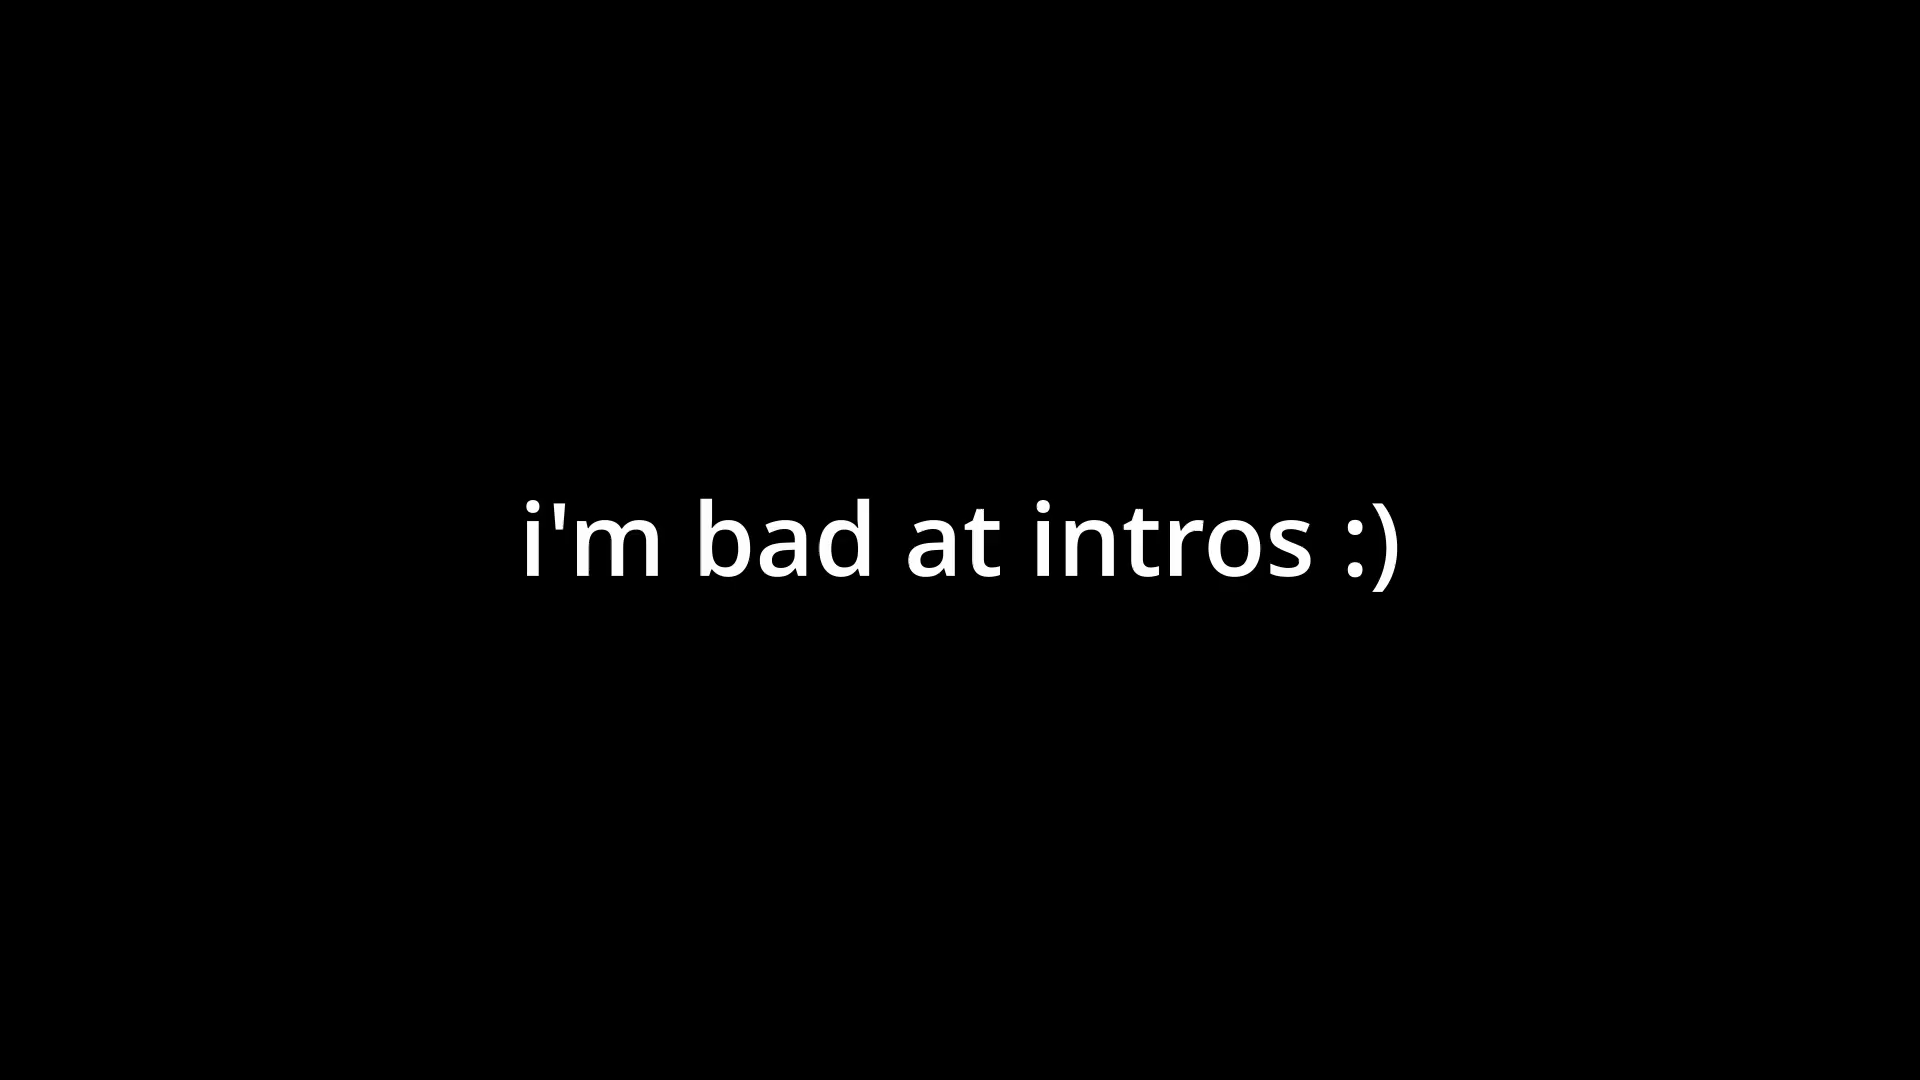 i'm bad at intros :)